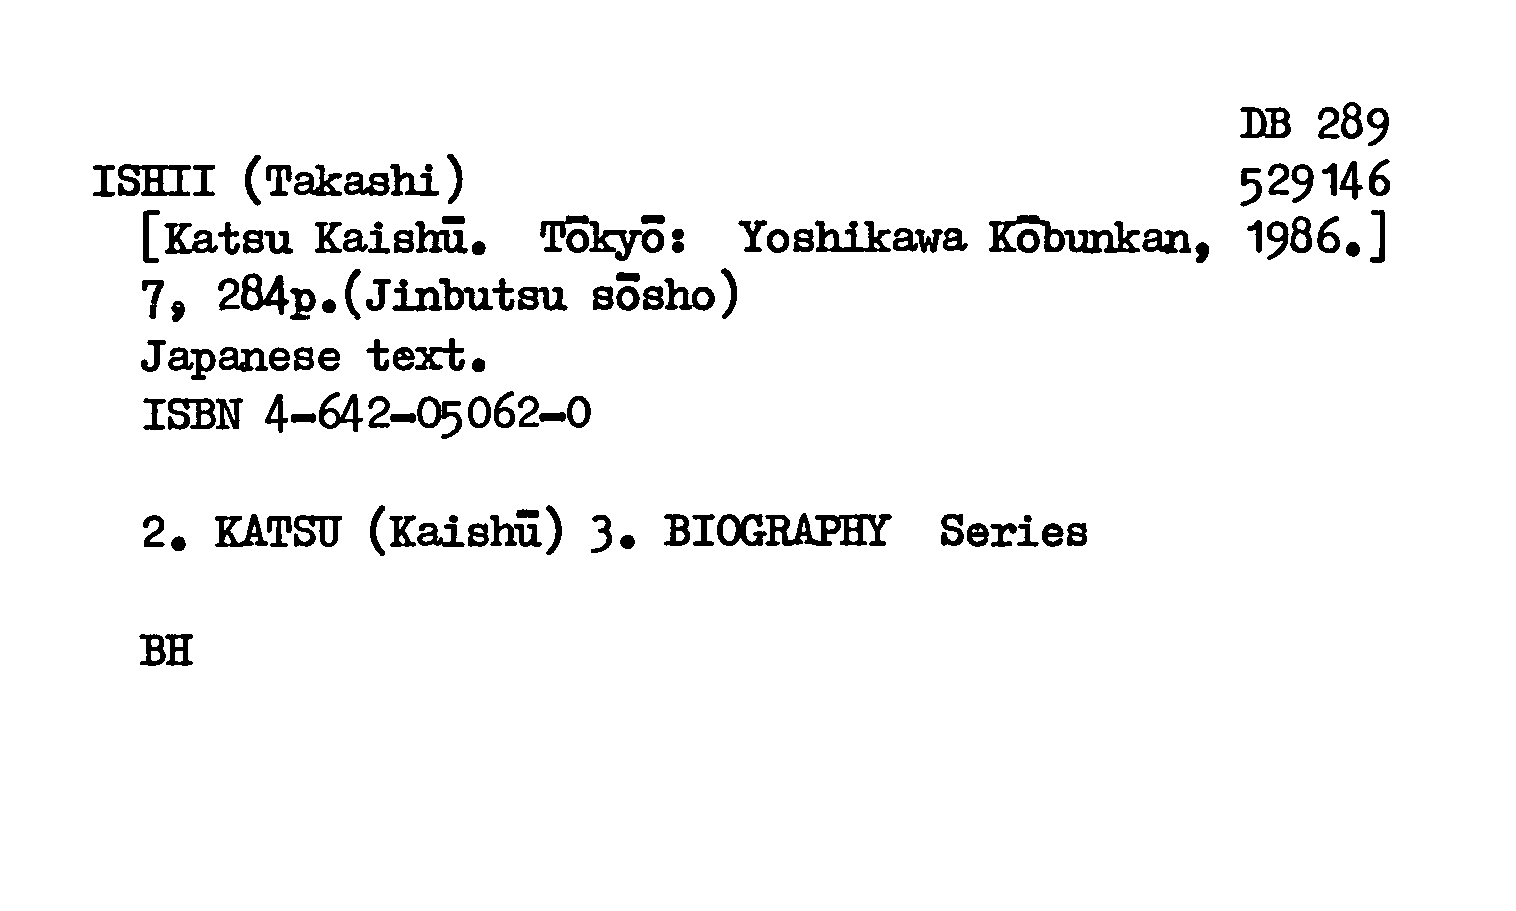 DB 289
ISHII (Takashi) 529146
[Katsu Kaishū. Tōkyō: Yoshikawa Kōbunkan, 1986.]
7, 284p.(Jinbutsu sōsho)
Japanese text.
ISBN 4-642-05062-0
2. KATSU (Kaishū) 3. BIOGRAPHY Series
BH